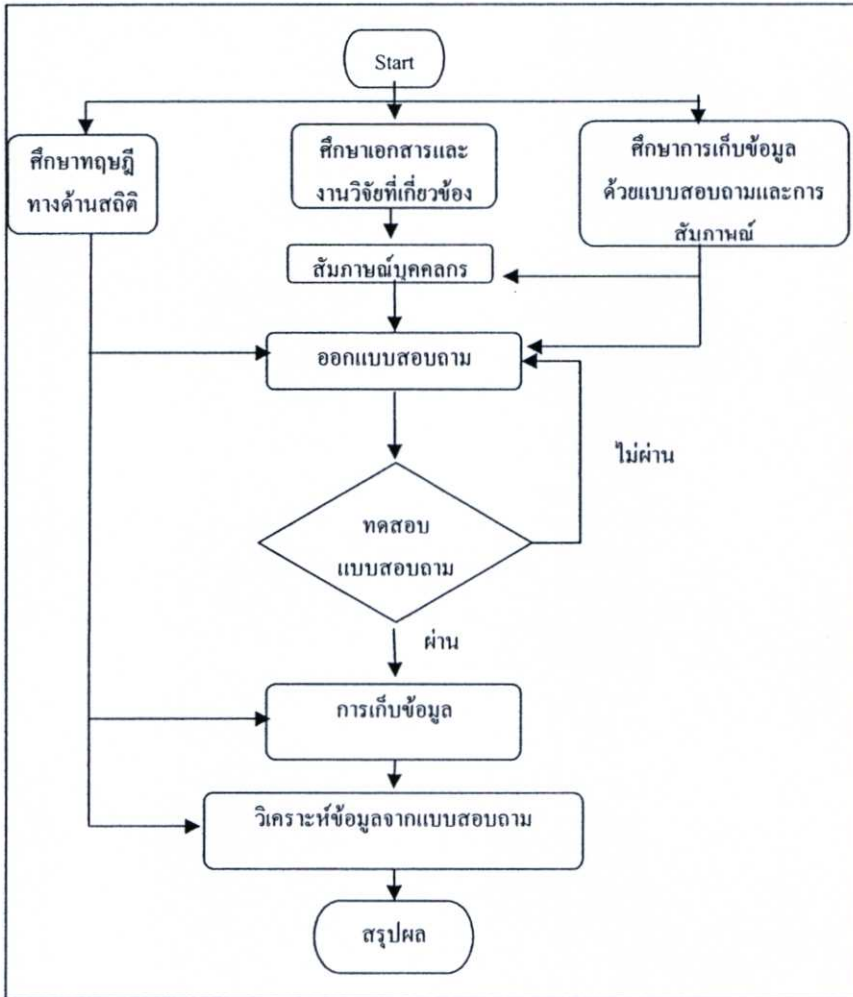 Start
ศึกษาทฤษฎี
ทางด้านสถิติ
ศึกษาเอกสารและ
งานวิจัยที่เกี่ยวข้อง
ศึกษาการเก็บข้อมูล
ด้วยแบบสอบถามและการ
สัมภาษณ์
สัมภาษณ์บุคคลกร
ออกแบบสอบถาม
ไม่ผ่าน
ทดสอบ
แบบสอบถาม
ผ่าน
การเก็บข้อมูล
วิเคราะห์ข้อมูลจากแบบสอบถาม
สรุปผล